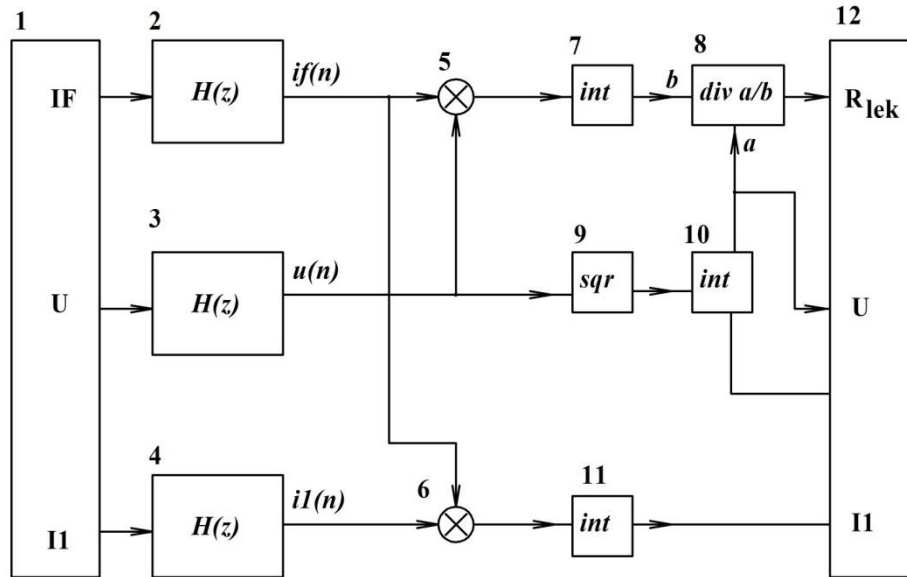 1
2
7
8
12
5
IF
H(z)
if(n)
int
b
div a/b
R_lek
a
3
9
10
U
H(z)
u(n)
sqr
int
U
4
6
11
I1
H(z)
i1(n)
int
I1